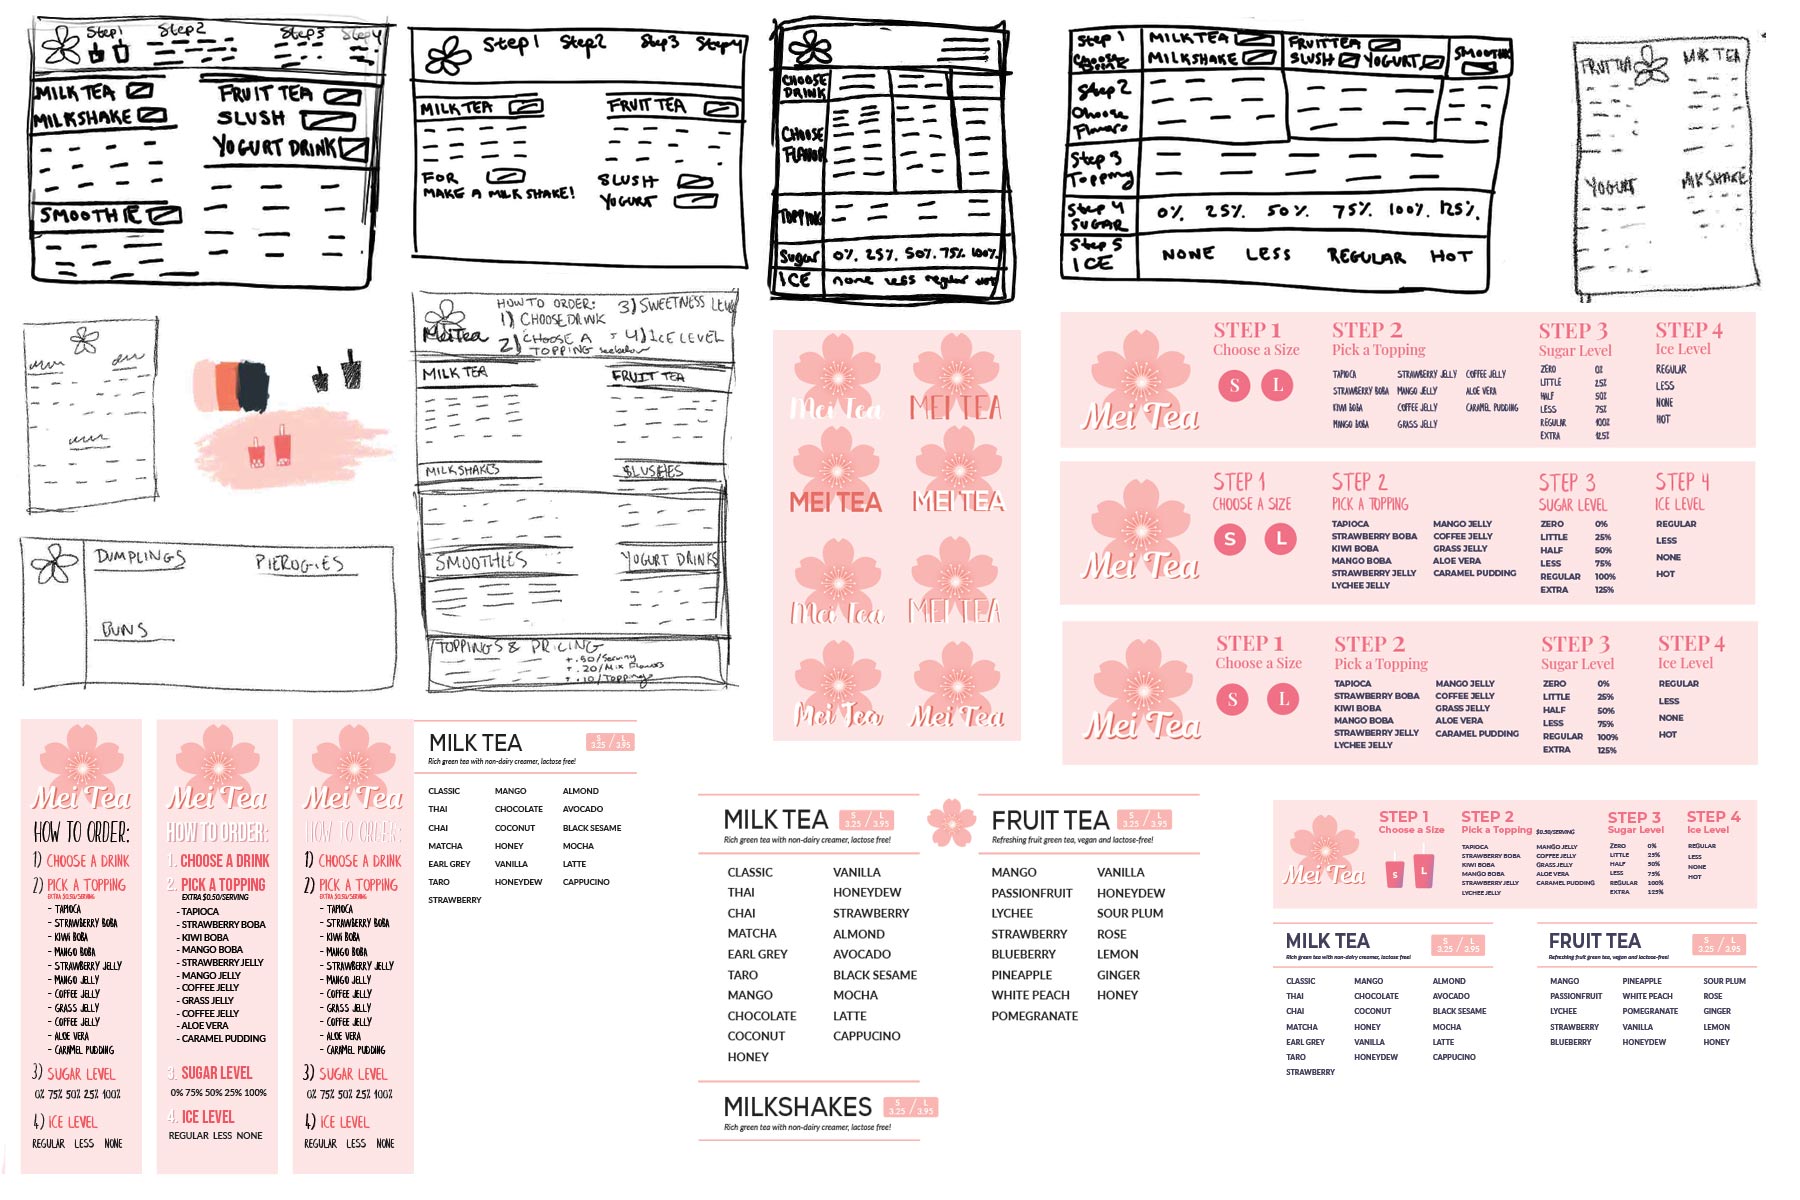 Step1 Step2 Step3 Step4
MILK TEA
MILKSHAKE
SMOOTHIE
FRUIT TEA
SLUSH
YOGURT DRINK
Step1 Step2 Step3 Step4
MILK TEA
FRUIT TEA
FOR
MAKE A MILKSHAKE!
SLUSH
YOGURT
CHOOSE
DRINK
CHOOSE
FLAVOR
TOPPING
Sugar 0% 25% 50% 75% 100%
ICE none less regular HOT
Step 1
Choose Drink
MILKTEA
MILKSHAKE
FRUITTEA
SLUSH YOGURT
SMOOTHIE
Step 2
Choose
Flavors
Step 3
Topping
Step 4
SUGAR
0% 25% 50% 75% 100% 125%
Step 5
ICE
NONE LESS REGULAR HOT
FRUITTEA MILK TEA
YOGURT MILKSHAKE
Mei Tea
HOW TO ORDER:
1) CHOOSE DRINK
2) CHOOSE A
TOPPING see below
3) SWEETNESS LEVEL
4) ICE LEVEL
MILK TEA
FRUIT TEA
MILKSHAKES
SLUSHIES
SMOOTHIES
YOGURT DRINKS
TOPPINGS & PRICING
+.50/Serving
+.20/Mix Flavors
+.10/Toppings
DUMPLINGS PIEROGIES
BUNS
Mei Tea MEI TEA
MEI TEA MEI TEA
Mei Tea MEI TEA
Mei Tea Mei Tea
Mei Tea
STEP 1
Choose a Size
S L
STEP 2
Pick a Topping
TAPIOCA STRAWBERRY JELLY COFFEE JELLY
STRAWBERRY BOBA MANGO JELLY ALOE VERA
KIWI BOBA COFFEE JELLY CARAMEL PUDDING
MANGO BOBA GRASS JELLY
STEP 3
Sugar Level
ZERO 0%
LITTLE 25%
HALF 50%
LESS 75%
REGULAR 100%
EXTRA 125%
STEP 4
Ice Level
REGULAR
LESS
NONE
HOT
Mei Tea
STEP 1
CHOOSE A SIZE
S L
STEP 2
PICK A TOPPING
TAPIOCA MANGO JELLY
STRAWBERRY BOBA COFFEE JELLY
KIWI BOBA GRASS JELLY
MANGO BOBA ALOE VERA
STRAWBERRY JELLY CARAMEL PUDDING
LYCHEE JELLY
STEP 3
SUGAR LEVEL
ZERO 0%
LITTLE 25%
HALF 50%
LESS 75%
REGULAR 100%
EXTRA 125%
STEP 4
ICE LEVEL
REGULAR
LESS
NONE
HOT
Mei Tea
STEP 1
Choose a Size
S L
STEP 2
Pick a Topping
TAPIOCA MANGO JELLY
STRAWBERRY BOBA COFFEE JELLY
KIWI BOBA GRASS JELLY
MANGO BOBA ALOE VERA
STRAWBERRY JELLY CARAMEL PUDDING
LYCHEE JELLY
STEP 3
Sugar Level
ZERO 0%
LITTLE 25%
HALF 50%
LESS 75%
REGULAR 100%
EXTRA 125%
STEP 4
Ice Level
REGULAR
LESS
NONE
HOT
Mei Tea
HOW TO ORDER:
1) CHOOSE A DRINK
2) PICK A TOPPING
EXTRA $0.50/SERVING
- TAPIOCA
- STRAWBERRY BOBA
- KIWI BOBA
- MANGO BOBA
- STRAWBERRY JELLY
- MANGO JELLY
- COFFEE JELLY
- GRASS JELLY
- COFFEE JELLY
- ALOE VERA
- CARAMEL PUDDING
3) SUGAR LEVEL
0% 75% 50% 25% 100%
4) ICE LEVEL
REGULAR LESS NONE
Mei Tea
HOW TO ORDER:
1. CHOOSE A DRINK
2. PICK A TOPPING
EXTRA $0.50/SERVING
- TAPIOCA
- STRAWBERRY BOBA
- KIWI BOBA
- MANGO BOBA
- STRAWBERRY JELLY
- MANGO JELLY
- COFFEE JELLY
- GRASS JELLY
- COFFEE JELLY
- ALOE VERA
- CARAMEL PUDDING
3. SUGAR LEVEL
0% 75% 50% 25% 100%
4. ICE LEVEL
REGULAR LESS NONE
Mei Tea
HOW TO ORDER:
1) CHOOSE A DRINK
2) PICK A TOPPING
EXTRA $0.50/SERVING
- TAPIOCA
- STRAWBERRY BOBA
- KIWI BOBA
- MANGO BOBA
- STRAWBERRY JELLY
- MANGO JELLY
- COFFEE JELLY
- GRASS JELLY
- COFFEE JELLY
- ALOE VERA
- CARAMEL PUDDING
3) SUGAR LEVEL
0% 75% 50% 25% 100%
4) ICE LEVEL
REGULAR LESS NONE
MILK TEA S 3.25 / L 3.95
Rich green tea with non-dairy creamer, lactose free!
CLASSIC MANGO ALMOND
THAI CHOCOLATE AVOCADO
CHAI COCONUT BLACK SESAME
MATCHA HONEY MOCHA
EARL GREY VANILLA LATTE
TARO HONEYDEW CAPPUCINO
STRAWBERRY
MILK TEA S 3.25 / L 3.95
Rich green tea with non-dairy creamer, lactose free!
CLASSIC VANILLA
THAI HONEYDEW
CHAI STRAWBERRY
MATCHA ALMOND
EARL GREY AVOCADO
TARO BLACK SESAME
MANGO MOCHA
CHOCOLATE LATTE
COCONUT CAPPUCINO
HONEY
FRUIT TEA S 3.25 / L 3.95
Refreshing fruit green tea, vegan and lactose-free!
MANGO VANILLA
PASSIONFRUIT HONEYDEW
LYCHEE SOUR PLUM
STRAWBERRY ROSE
BLUEBERRY LEMON
PINEAPPLE GINGER
WHITE PEACH HONEY
POMEGRANATE
MILKSHAKES S 3.25 / L 3.95
Rich green tea with non-dairy creamer, lactose free!
Mei Tea
STEP 1
Choose a Size
S L
STEP 2
Pick a Topping $0.50/SERVING
TAPIOCA MANGO JELLY
STRAWBERRY BOBA COFFEE JELLY
KIWI BOBA GRASS JELLY
MANGO BOBA ALOE VERA
STRAWBERRY JELLY CARAMEL PUDDING
LYCHEE JELLY
STEP 3
Sugar Level
ZERO 0%
LITTLE 25%
HALF 50%
LESS 75%
REGULAR 100%
EXTRA 125%
STEP 4
Ice Level
REGULAR
LESS
NONE
HOT
MILK TEA S 3.25 / L 3.95
Rich green tea with non-dairy creamer, lactose free!
CLASSIC MANGO ALMOND
THAI CHOCOLATE AVOCADO
CHAI COCONUT BLACK SESAME
MATCHA HONEY MOCHA
EARL GREY VANILLA LATTE
TARO HONEYDEW CAPPUCINO
STRAWBERRY
FRUIT TEA S 3.25 / L 3.95
Refreshing fruit green tea, vegan and lactose-free!
MANGO PINEAPPLE SOUR PLUM
PASSIONFRUIT WHITE PEACH ROSE
LYCHEE POMEGRANATE GINGER
STRAWBERRY VANILLA LEMON
BLUEBERRY HONEYDEW HONEY